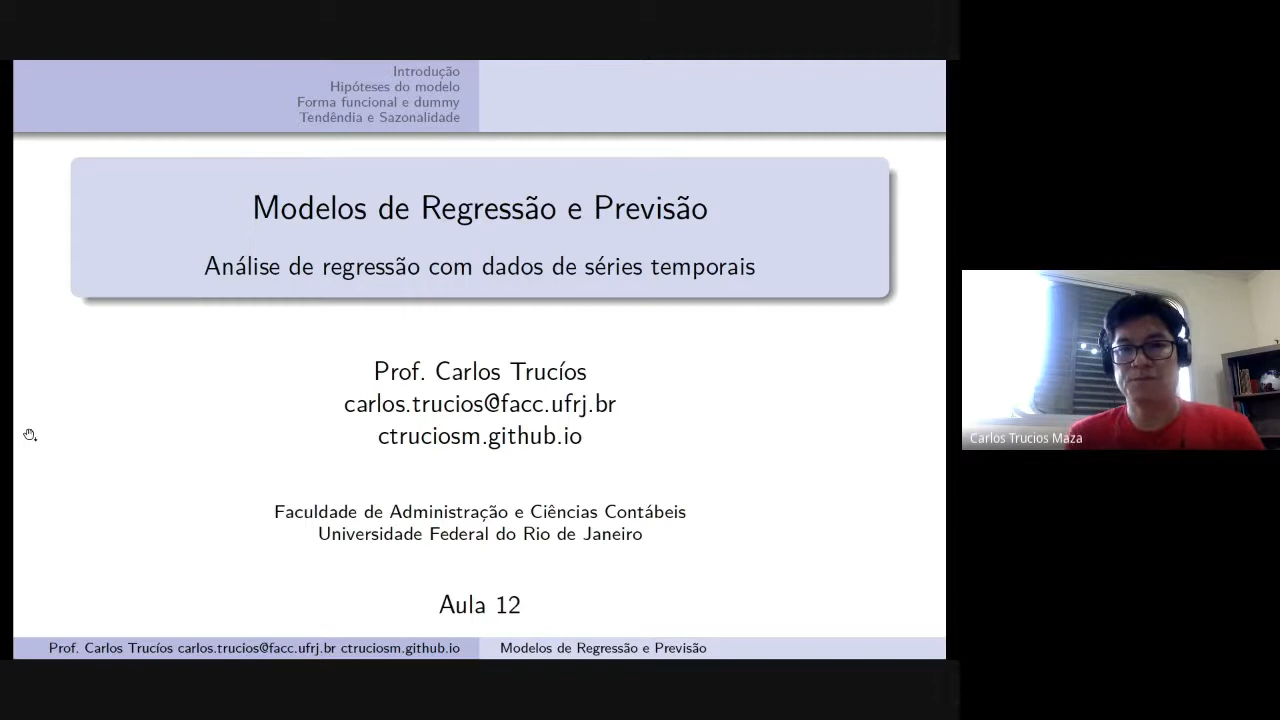 Introdução
Hipóteses do modelo
Forma funcional e dummy
Tendêndia e Sazonalidade
Modelos de Regressão e Previsão
Análise de regressão com dados de séries temporais
Prof. Carlos Trucíos
carlos.trucios@facc.ufrj.br
ctruciosm.github.io
Faculdade de Administração e Ciências Contábeis
Universidade Federal do Rio de Janeiro
Aula 12
Prof. Carlos Trucíos carlos.trucios@facc.ufrj.br ctruciosm.github.io
Modelos de Regressão e Previsão
Carlos Trucios Maza